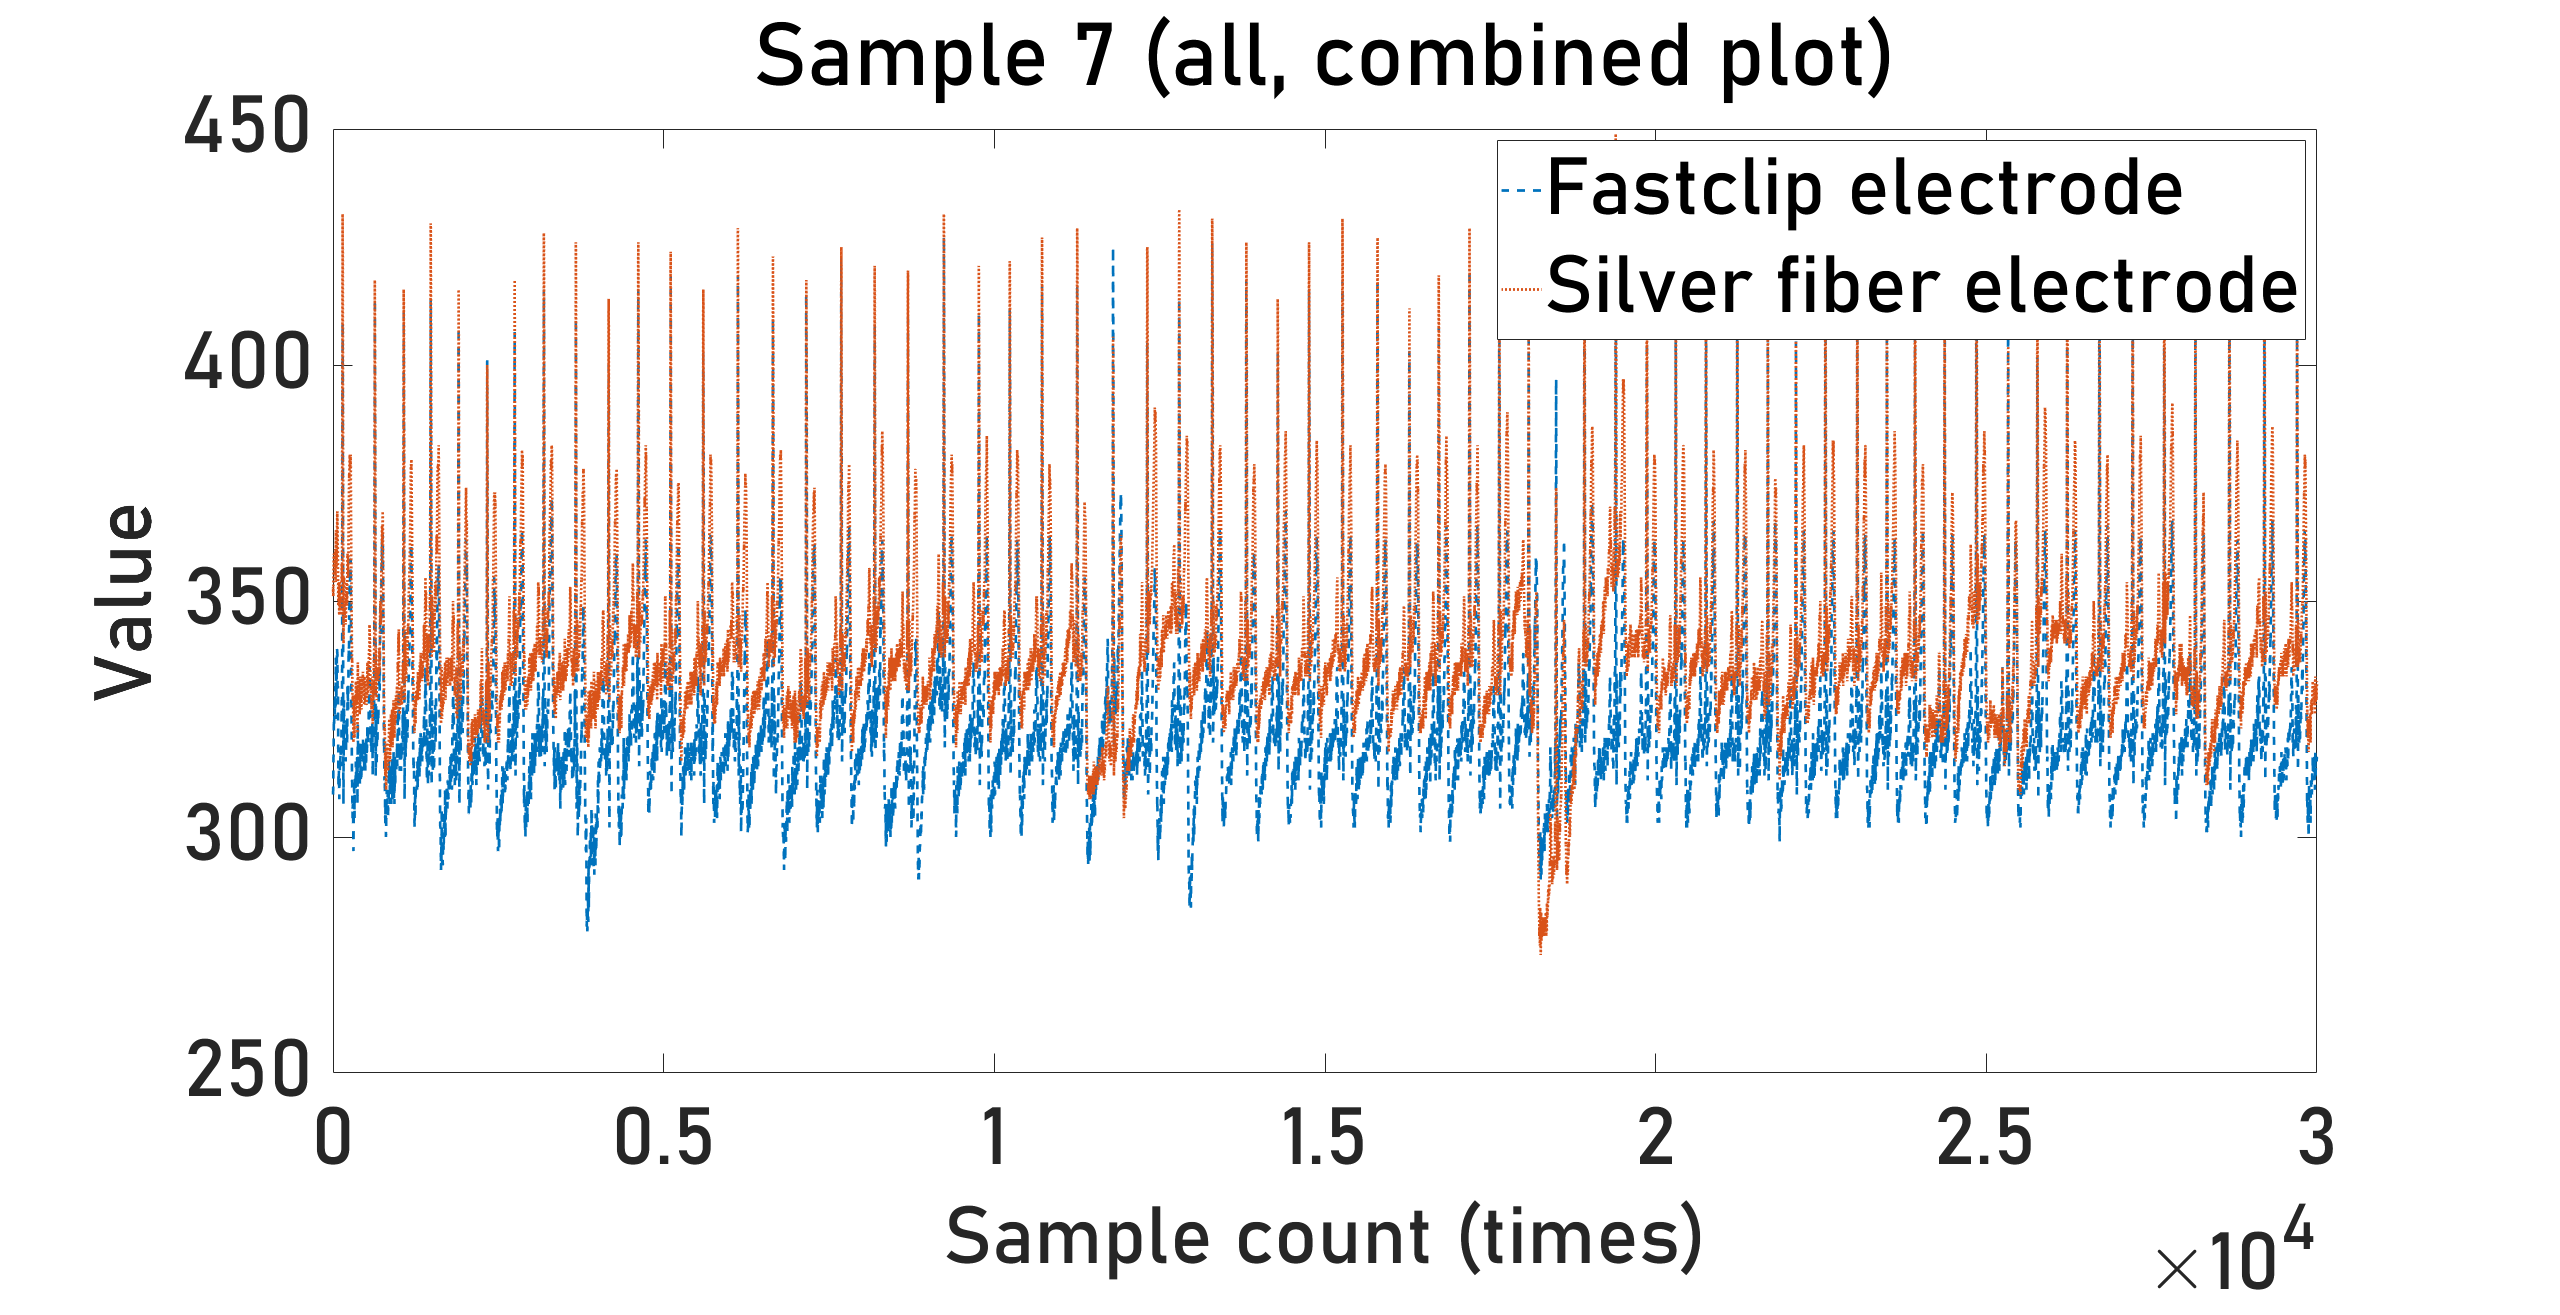 Sample 7 (all, combined plot)
450
400
350
300
250
Value
Fastclip electrode
Silver fiber electrode
0 0.5 1 1.5 2 2.5 3
Sample count (times)
×10⁴